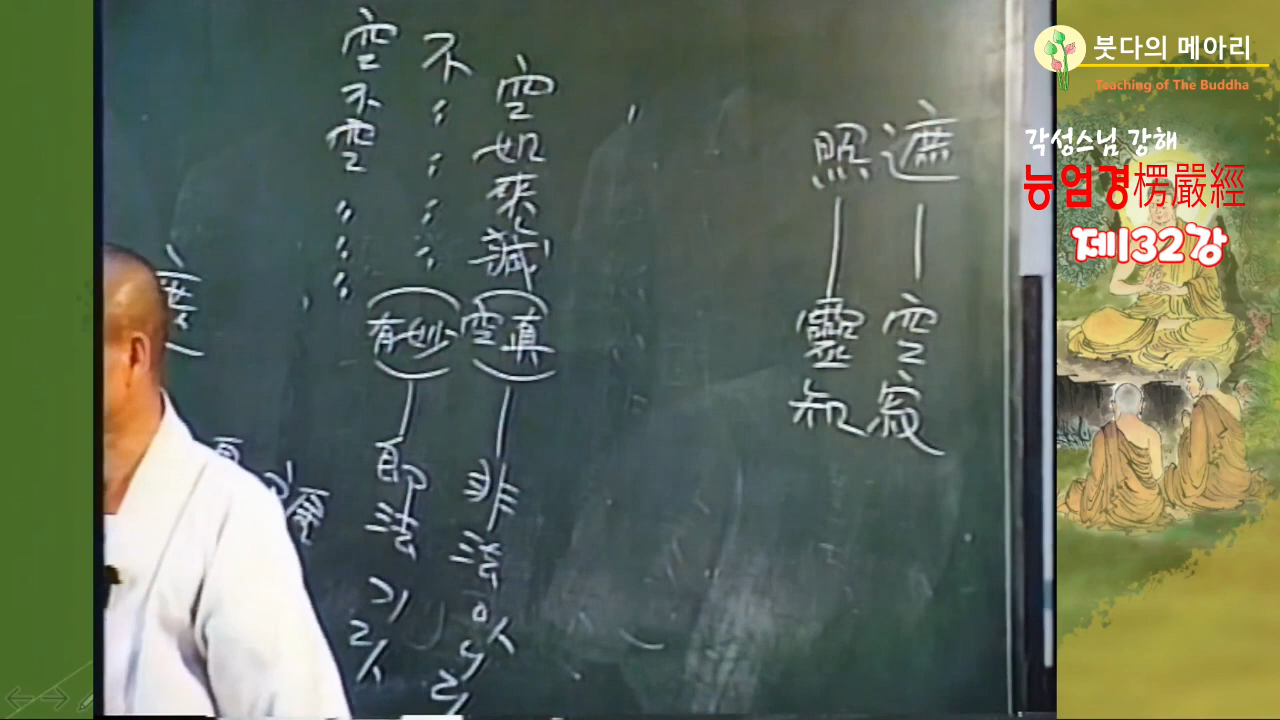 붓다의 메아리
Teaching of The Buddha
각성스님 강해
능엄경楞嚴經
제32강
遮 — 空寂
照 — 靈知
空如來藏(眞空) — 非法
不〃〃〃〃(妙有) — 卽法
空不空〃〃〃